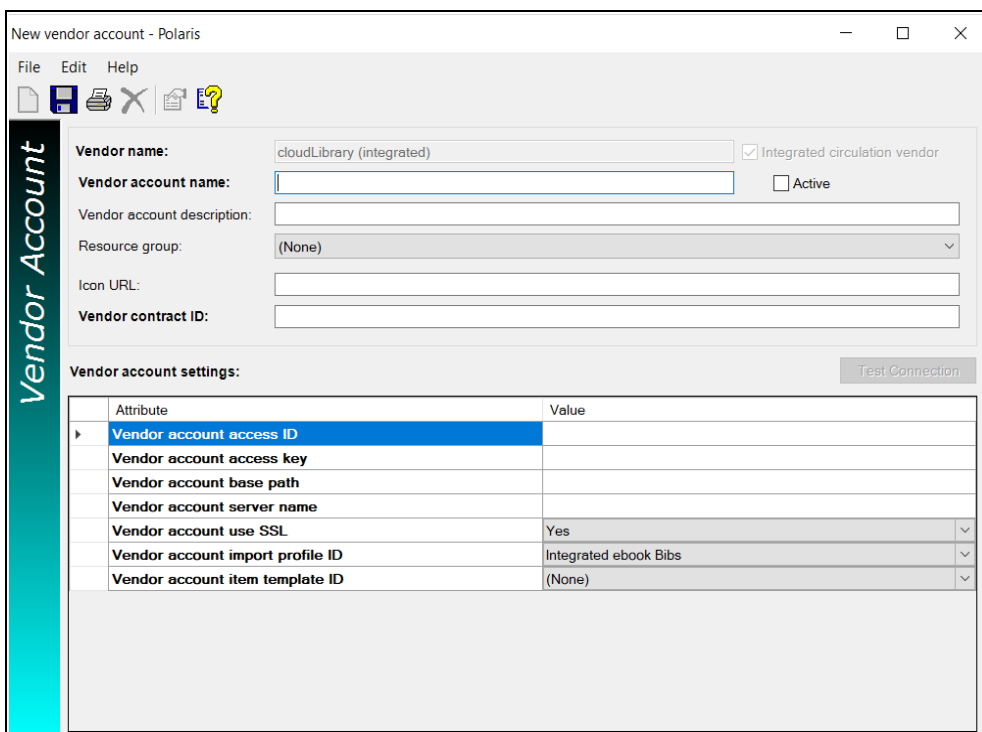 New vendor account - Polaris
File Edit Help
Vendor Account
Vendor name: cloudLibrary (integrated) Integrated circulation vendor
Vendor account name: Active
Vendor account description:
Resource group: (None)
Icon URL:
Vendor contract ID:
Vendor account settings: Test Connection
Attribute Value
Vendor account access ID
Vendor account access key
Vendor account base path
Vendor account server name
Vendor account use SSL Yes
Vendor account import profile ID Integrated ebook Bibs
Vendor account item template ID (None)